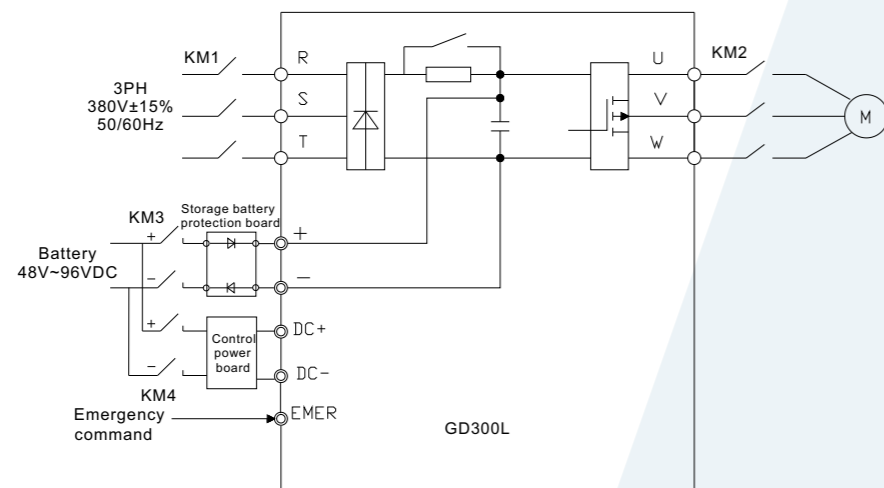 KM1
R
3PH
380V±15%
50/60Hz
S
T
U
KM2
V
M
W
KM3
Storage battery
protection board
+
+
Battery
48V~96VDC
−
−
+
DC+
Control
power
board
−
DC−
KM4
EMER
Emergency
command
GD300L